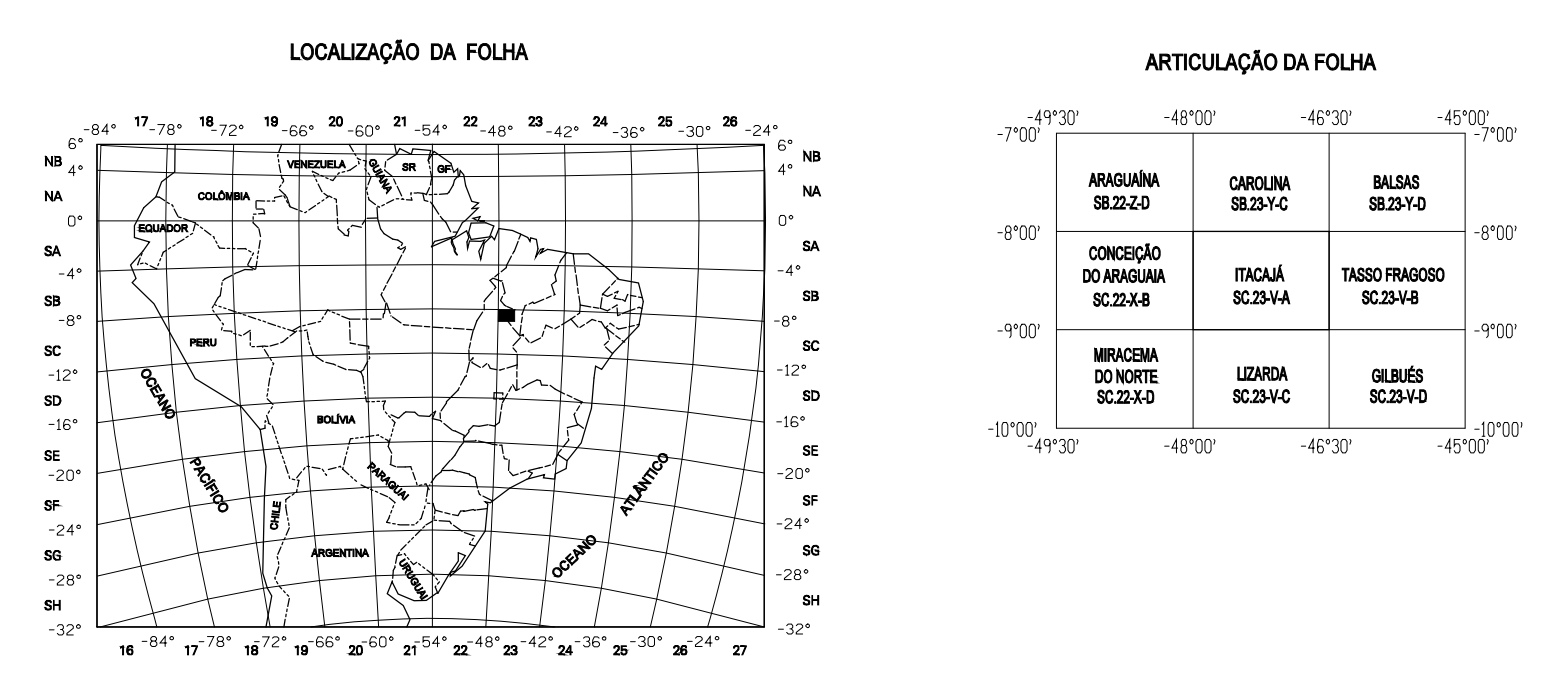 LOCALIZAÇÃO DA FOLHA
17 18 19 20 21 22 23 24 25 26
-84° -78° -72° -66° -60° -54° -48° -42° -36° -30° -24°
6° 6°
NB NB
4° 4°
NA NA
0° 0°
SA SA
-4° -4°
SB SB
-8° -8°
SC SC
-12° -12°
SD SD
-16° -16°
SE SE
-20° -20°
SF SF
-24° -24°
SG SG
-28° -28°
SH SH
-32° -32°
VENEZUELA
GUIANA
SR
GF
COLÔMBIA
EQUADOR
PERU
OCEANO
PACÍFICO
BOLÍVIA
PARAGUAI
CHILE
ARGENTINA
URUGUAI
OCEANO
ATLÂNTICO
-84° -78° -72° -66° -60° -54° -48° -42° -36° -30° -24°
16 17 18 19 20 21 22 23 24 25 26 27
ARTICULAÇÃO DA FOLHA
-49°30' -48°00' -46°30' -45°00'
-7°00' -7°00'
ARAGUAÍNA
SB.22-Z-D
CAROLINA
SB.23-Y-C
BALSAS
SB.23-Y-D
-8°00' -8°00'
CONCEIÇÃO
DO ARAGUAIA
SC.22-X-B
ITACAJÁ
SC.23-V-A
TASSO FRAGOSO
SC.23-V-B
-9°00' -9°00'
MIRACEMA
DO NORTE
SC.22-X-D
LIZARDA
SC.23-V-C
GILBUÉS
SC.23-V-D
-10°00' -10°00'
-49°30' -48°00' -46°30' -45°00'